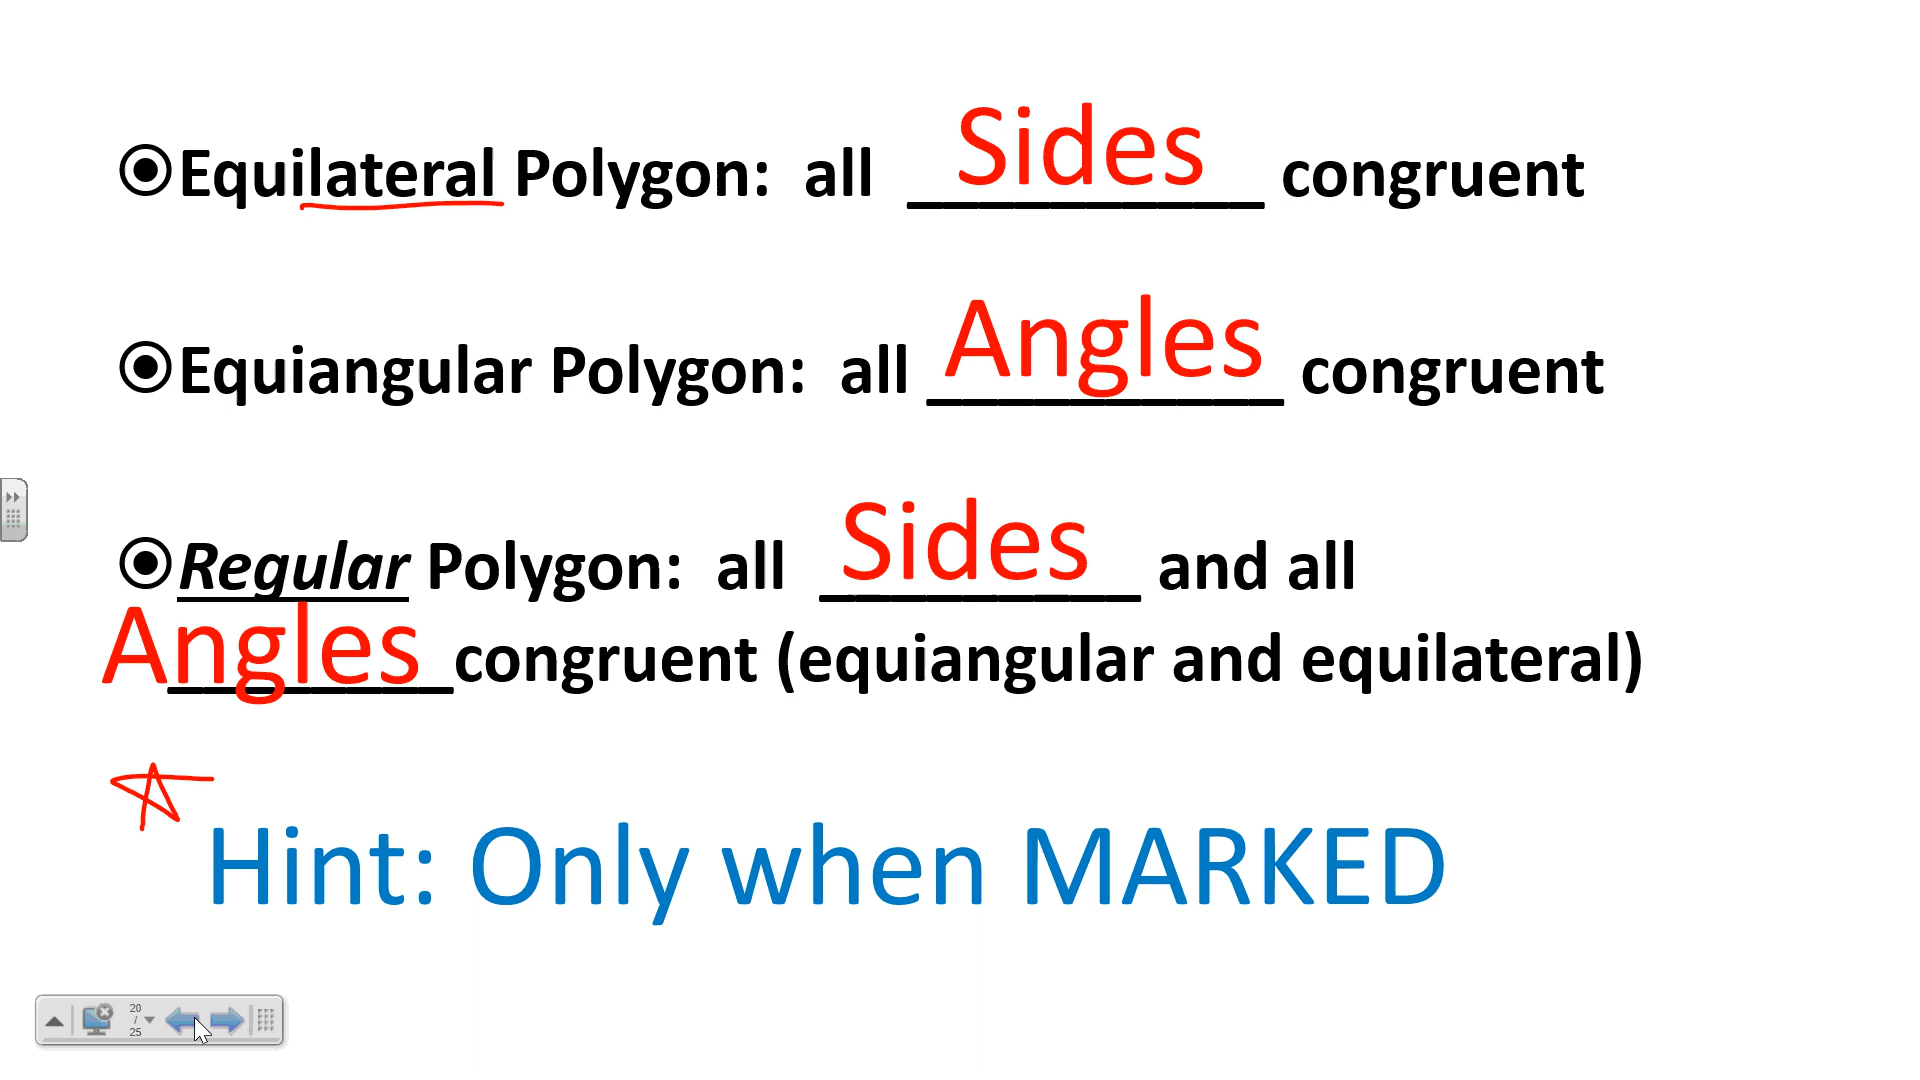 ⦿Equilateral Polygon: all Sides congruent
⦿Equiangular Polygon: all Angles congruent
⦿Regular Polygon: all Sides and all
Angles congruent (equiangular and equilateral)
Hint: Only when MARKED
20
/
25